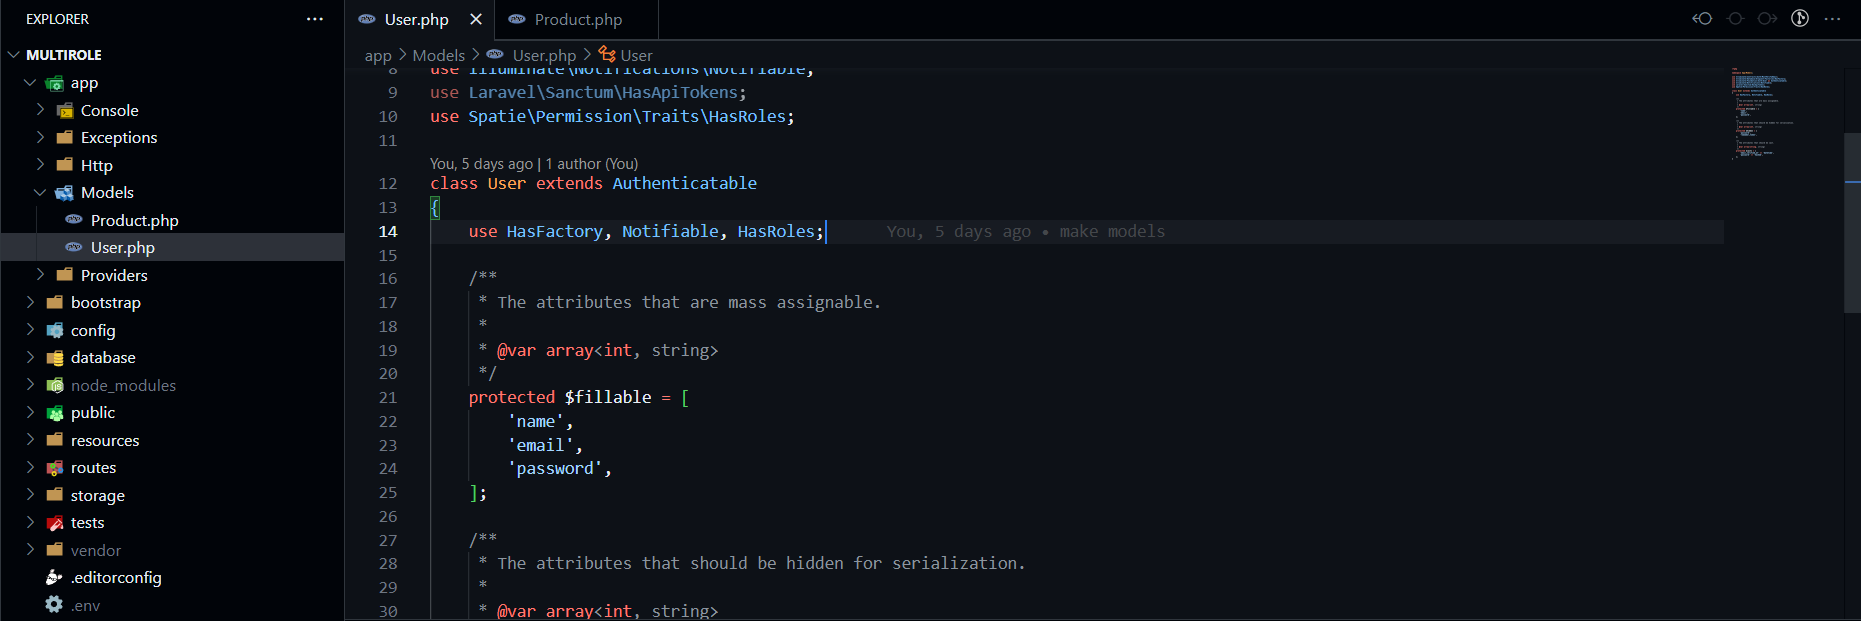 EXPLORER
MULTIROLE
app
Console
Exceptions
Http
Models
Product.php
User.php
Providers
bootstrap
config
database
node_modules
public
resources
routes
storage
tests
vendor
.editorconfig
.env
User.php
Product.php
app > Models > User.php > User
8 use Illuminate\Notifications\Notifiable;
9 use Laravel\Sanctum\HasApiTokens;
10 use Spatie\Permission\Traits\HasRoles;
11
You, 5 days ago | 1 author (You)
12 class User extends Authenticatable
13 {
14 use HasFactory, Notifiable, HasRoles; You, 5 days ago • make models
15
16 /**
17 * The attributes that are mass assignable.
18 *
19 * @var array<int, string>
20 */
21 protected $fillable = [
22 'name',
23 'email',
24 'password',
25 ];
26
27 /**
28 * The attributes that should be hidden for serialization.
29 *
30 * @var array<int, string>